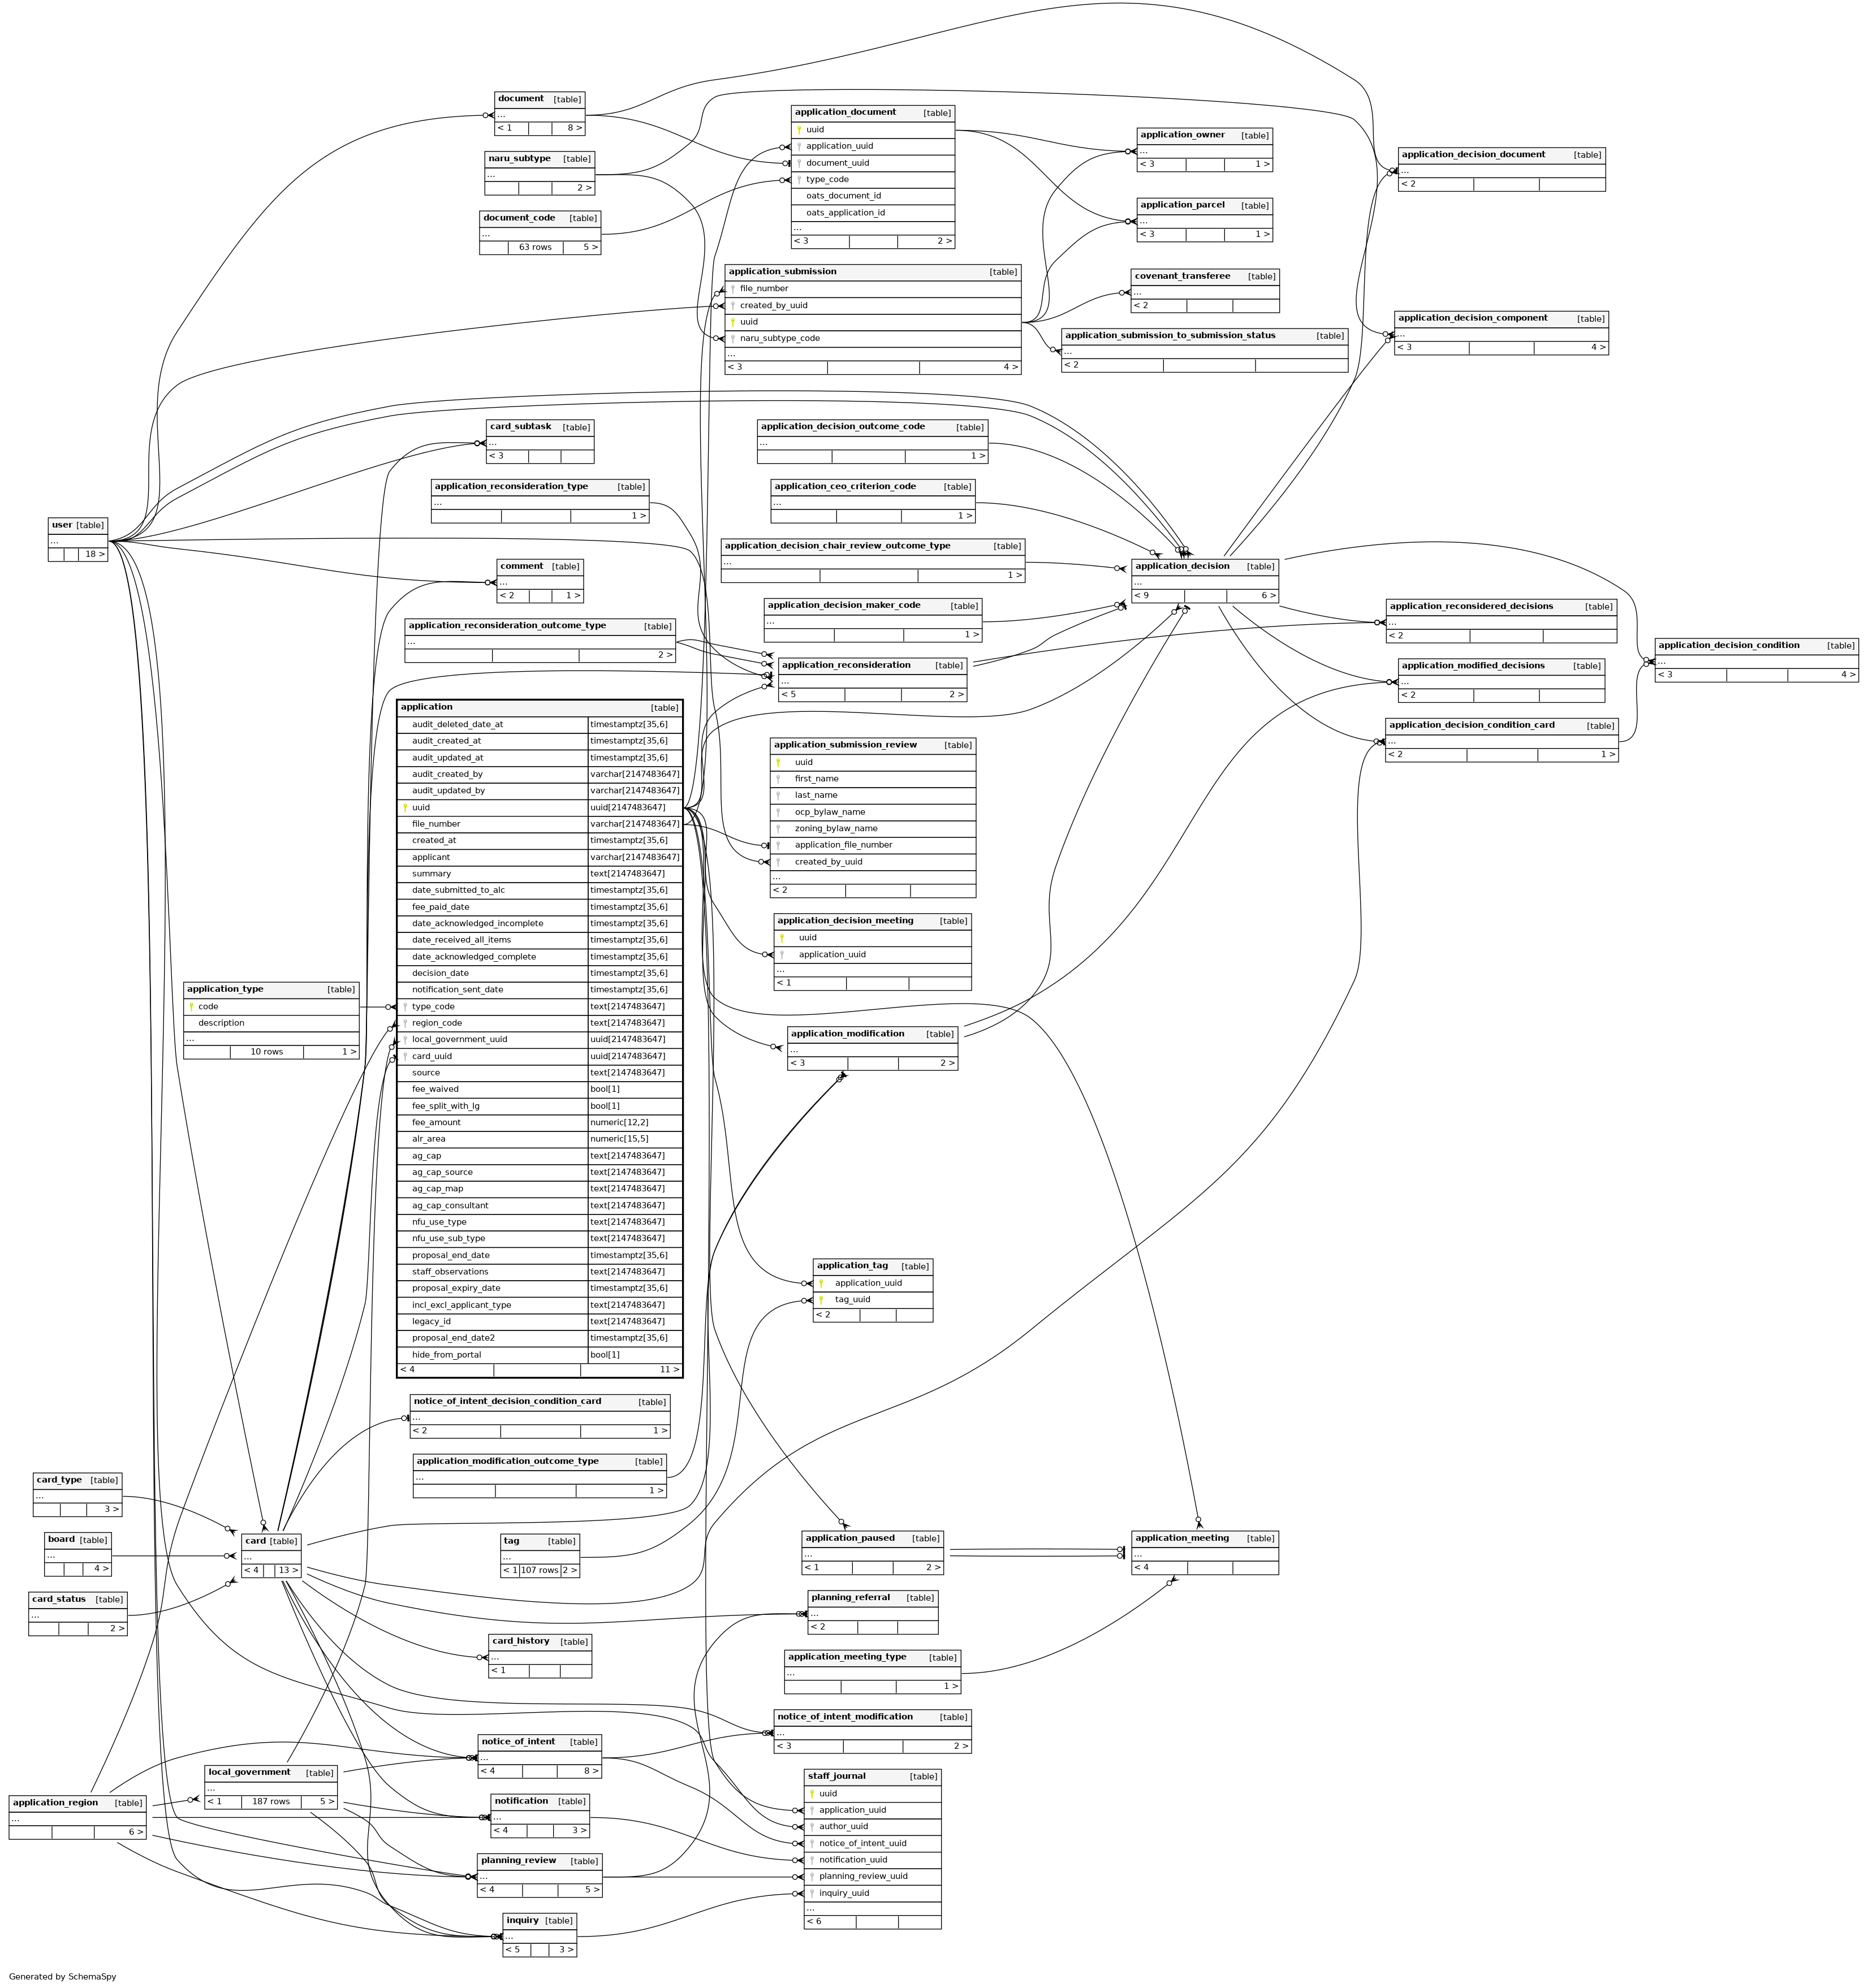 document [table]
...
< 1 8 >
naru_subtype [table]
...
2 >
document_code [table]
...
63 rows 5 >
application_document [table]
uuid
application_uuid
document_uuid
type_code
oats_document_id
oats_application_id
...
< 3 2 >
application_owner [table]
...
< 3 1 >
application_parcel [table]
...
< 3 1 >
application_decision_document [table]
...
< 2
application_submission [table]
file_number
created_by_uuid
uuid
naru_subtype_code
...
< 3 4 >
covenant_transferee [table]
...
< 2
application_submission_to_submission_status [table]
...
< 2
application_decision_component [table]
...
< 3 4 >
card_subtask [table]
...
< 3
application_decision_outcome_code [table]
...
1 >
application_reconsideration_type [table]
...
1 >
application_ceo_criterion_code [table]
...
1 >
user [table]
...
18 >
comment [table]
...
< 2 1 >
application_decision_chair_review_outcome_type [table]
...
1 >
application_decision [table]
...
< 9 6 >
application_decision_maker_code [table]
...
1 >
application_reconsideration_outcome_type [table]
...
2 >
application_reconsideration [table]
...
< 5 2 >
application_reconsidered_decisions [table]
...
< 2
application_modified_decisions [table]
...
< 2
application_decision_condition [table]
...
< 3 4 >
application_decision_condition_card [table]
...
< 2 1 >
application [table]
audit_deleted_date_at timestamptz[35,6]
audit_created_at timestamptz[35,6]
audit_updated_at timestamptz[35,6]
audit_created_by varchar[2147483647]
audit_updated_by varchar[2147483647]
uuid uuid[2147483647]
file_number varchar[2147483647]
created_at timestamptz[35,6]
applicant varchar[2147483647]
summary text[2147483647]
date_submitted_to_alc timestamptz[35,6]
fee_paid_date timestamptz[35,6]
date_acknowledged_incomplete timestamptz[35,6]
date_received_all_items timestamptz[35,6]
date_acknowledged_complete timestamptz[35,6]
decision_date timestamptz[35,6]
notification_sent_date timestamptz[35,6]
type_code text[2147483647]
region_code text[2147483647]
local_government_uuid uuid[2147483647]
card_uuid uuid[2147483647]
source text[2147483647]
fee_waived bool[1]
fee_split_with_lg bool[1]
fee_amount numeric[12,2]
alr_area numeric[15,5]
ag_cap text[2147483647]
ag_cap_source text[2147483647]
ag_cap_map text[2147483647]
ag_cap_consultant text[2147483647]
nfu_use_type text[2147483647]
nfu_use_sub_type text[2147483647]
proposal_end_date timestamptz[35,6]
staff_observations text[2147483647]
proposal_expiry_date timestamptz[35,6]
incl_excl_applicant_type text[2147483647]
legacy_id text[2147483647]
proposal_end_date2 timestamptz[35,6]
hide_from_portal bool[1]
< 4 11 >
application_submission_review [table]
uuid
first_name
last_name
ocp_bylaw_name
zoning_bylaw_name
application_file_number
created_by_uuid
...
< 2
application_decision_meeting [table]
uuid
application_uuid
...
< 1
application_type [table]
code
description
...
10 rows 1 >
application_modification [table]
...
< 3 2 >
application_tag [table]
application_uuid
tag_uuid
< 2
notice_of_intent_decision_condition_card [table]
...
< 2 1 >
application_modification_outcome_type [table]
...
1 >
card_type [table]
...
3 >
board [table]
...
4 >
card_status [table]
...
2 >
card [table]
...
< 4 13 >
tag [table]
...
< 1 107 rows 2 >
application_paused [table]
...
< 1 2 >
application_meeting [table]
...
< 4
planning_referral [table]
...
< 2
card_history [table]
...
< 1
application_meeting_type [table]
...
1 >
notice_of_intent_modification [table]
...
< 3 2 >
notice_of_intent [table]
...
< 4 8 >
local_government [table]
...
< 1 187 rows 5 >
application_region [table]
...
6 >
notification [table]
...
< 4 3 >
planning_review [table]
...
< 4 5 >
inquiry [table]
...
< 5 3 >
staff_journal [table]
uuid
application_uuid
author_uuid
notice_of_intent_uuid
notification_uuid
planning_review_uuid
inquiry_uuid
...
< 6
Generated by SchemaSpy